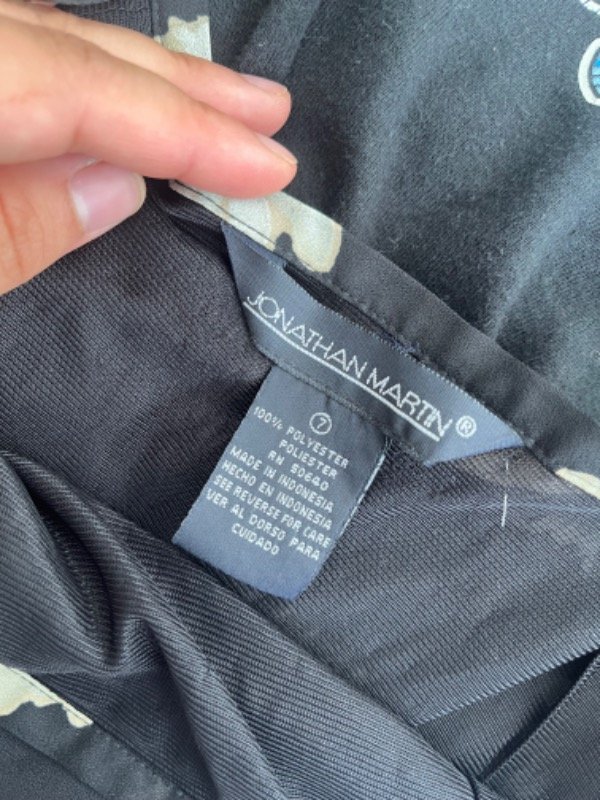 JONATHAN MARTIN®
7
100% POLYESTER
POLIESTER
RN 50640
MADE IN INDONESIA
HECHO EN INDONESIA
SEE REVERSE FOR CARE
VER AL DORSO PARA
CUIDADO